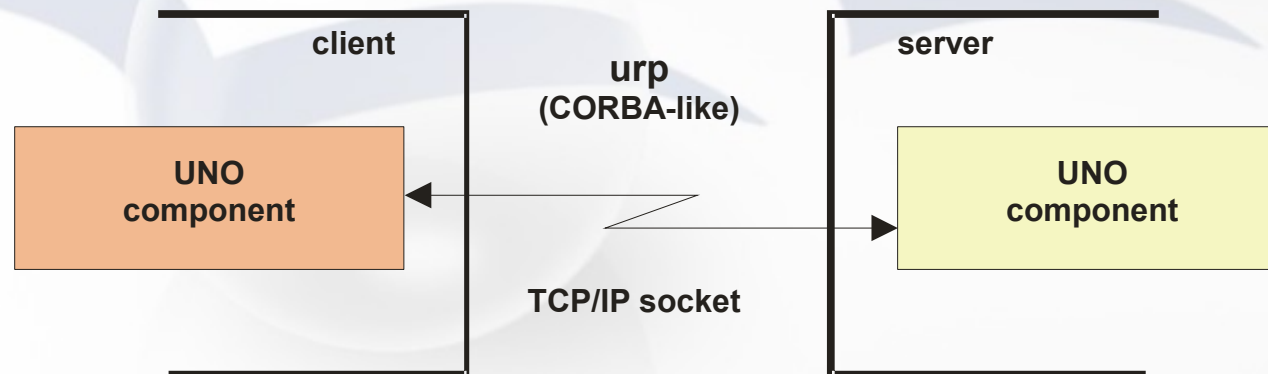 client
server
urp
(CORBA-like)
UNO
component
UNO
component
TCP/IP socket